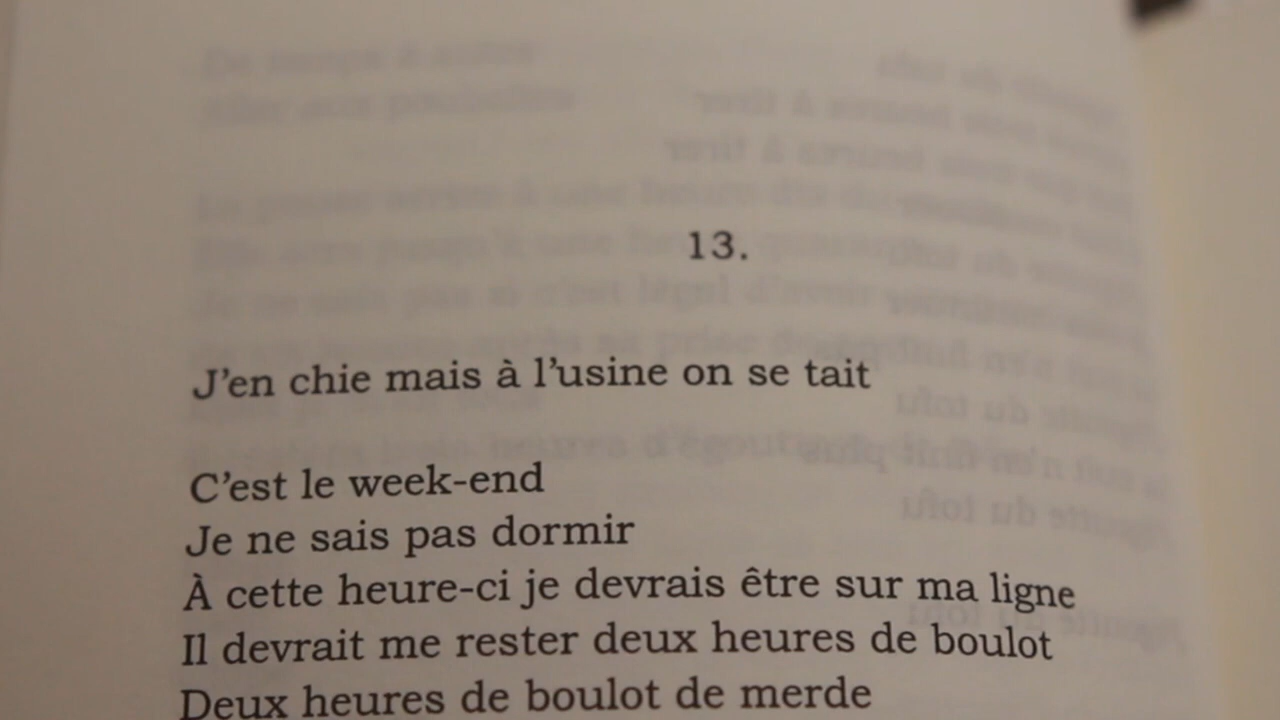 13.
J'en chie mais à l'usine on se tait
C'est le week-end
Je ne sais pas dormir
À cette heure-ci je devrais être sur ma ligne
Il devrait me rester deux heures de boulot
Deux heures de boulot de merde